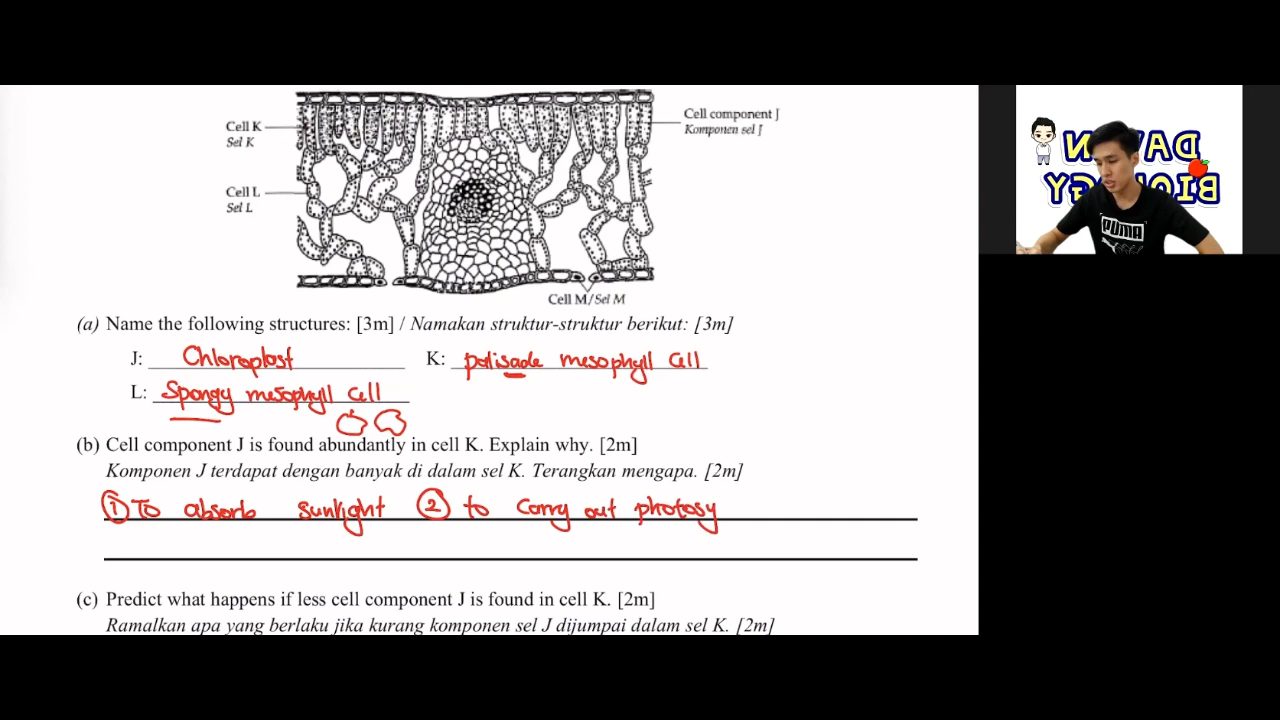 Cell K
Sel K
Cell component J
Komponen sel J
Cell L
Sel L
Cell M/Sel M
(a) Name the following structures: [3m] / Namakan struktur-struktur berikut: [3m]
J: Chloroplast K: palisade mesophyll cell
L: Spongy mesophyll cell
(b) Cell component J is found abundantly in cell K. Explain why. [2m]
Komponen J terdapat dengan banyak di dalam sel K. Terangkan mengapa. [2m]
① To absorb sunlight ② to carry out photosy
(c) Predict what happens if less cell component J is found in cell K. [2m]
Ramalkan apa yang berlaku jika kurang komponen sel J dijumpai dalam sel K. [2m]
PUMA